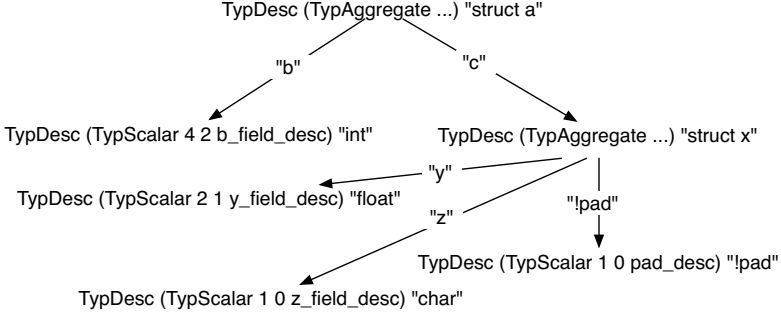 TypDesc (TypAggregate ...) "struct a"
"b"
"c"
TypDesc (TypScalar 4 2 b_field_desc) "int"
TypDesc (TypAggregate ...) "struct x"
"y"
TypDesc (TypScalar 2 1 y_field_desc) "float"
"z"
"!pad"
TypDesc (TypScalar 1 0 pad_desc) "!pad"
TypDesc (TypScalar 1 0 z_field_desc) "char"